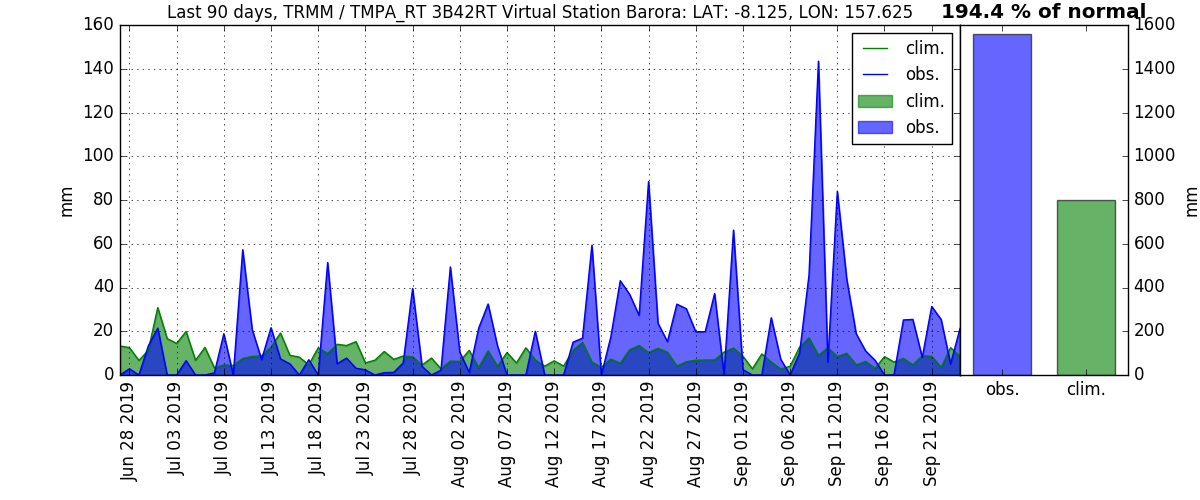 Last 90 days, TRMM / TMPA_RT 3B42RT Virtual Station Barora: LAT: -8.125, LON: 157.625
194.4 % of normal
clim.
obs.
clim.
obs.
mm
160
140
120
100
80
60
40
20
0
Jun 28 2019
Jul 03 2019
Jul 08 2019
Jul 13 2019
Jul 18 2019
Jul 23 2019
Jul 28 2019
Aug 02 2019
Aug 07 2019
Aug 12 2019
Aug 17 2019
Aug 22 2019
Aug 27 2019
Sep 01 2019
Sep 06 2019
Sep 11 2019
Sep 16 2019
Sep 21 2019
obs.
clim.
1600
1400
1200
1000
800
600
400
200
0
mm